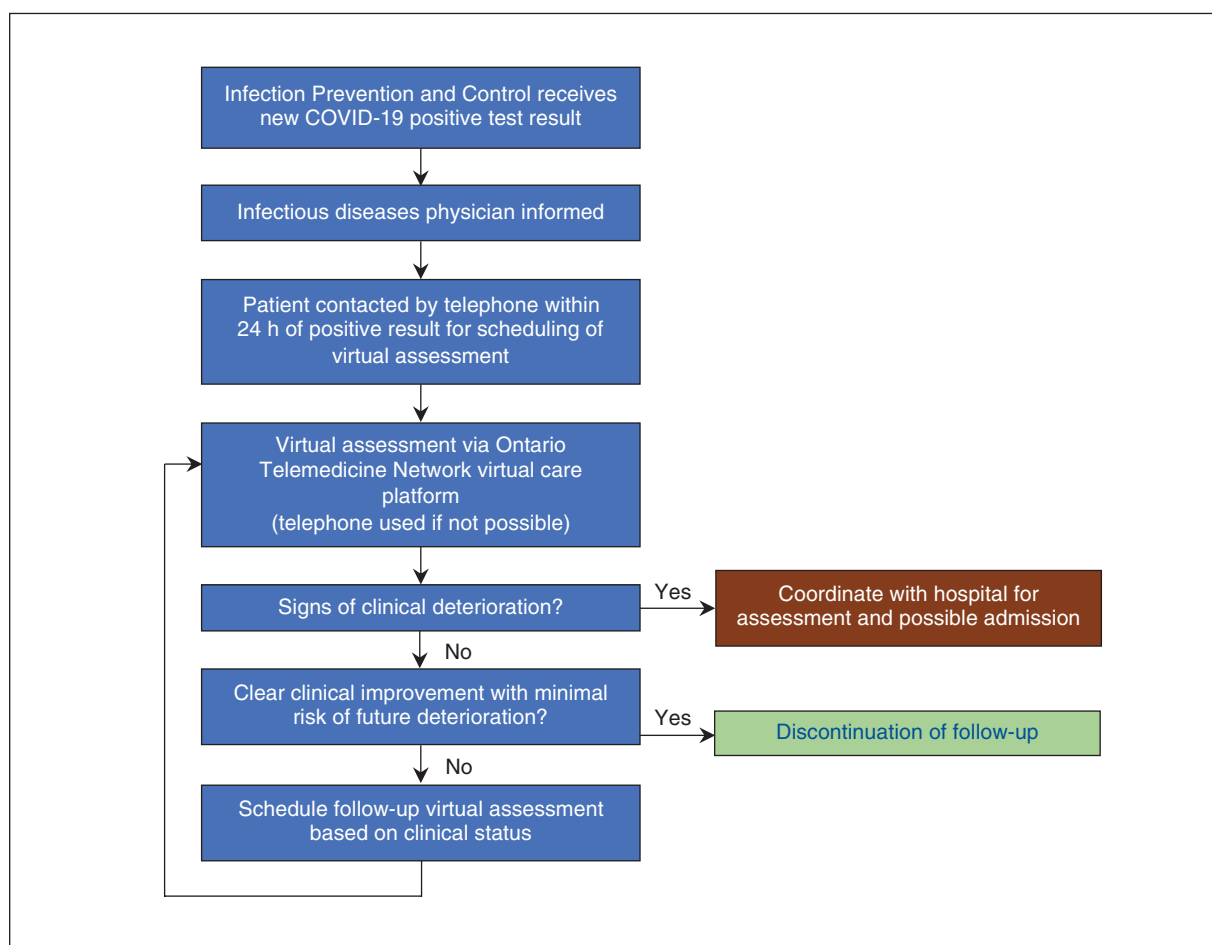 Infection Prevention and Control receives
new COVID-19 positive test result
Infectious diseases physician informed
Patient contacted by telephone within
24 h of positive result for scheduling of
virtual assessment
Virtual assessment via Ontario
Telemedicine Network virtual care
platform
(telephone used if not possible)
Signs of clinical deterioration?
Yes
Coordinate with hospital for
assessment and possible admission
No
Clear clinical improvement with minimal
risk of future deterioration?
Yes
Discontinuation of follow-up
No
Schedule follow-up virtual assessment
based on clinical status